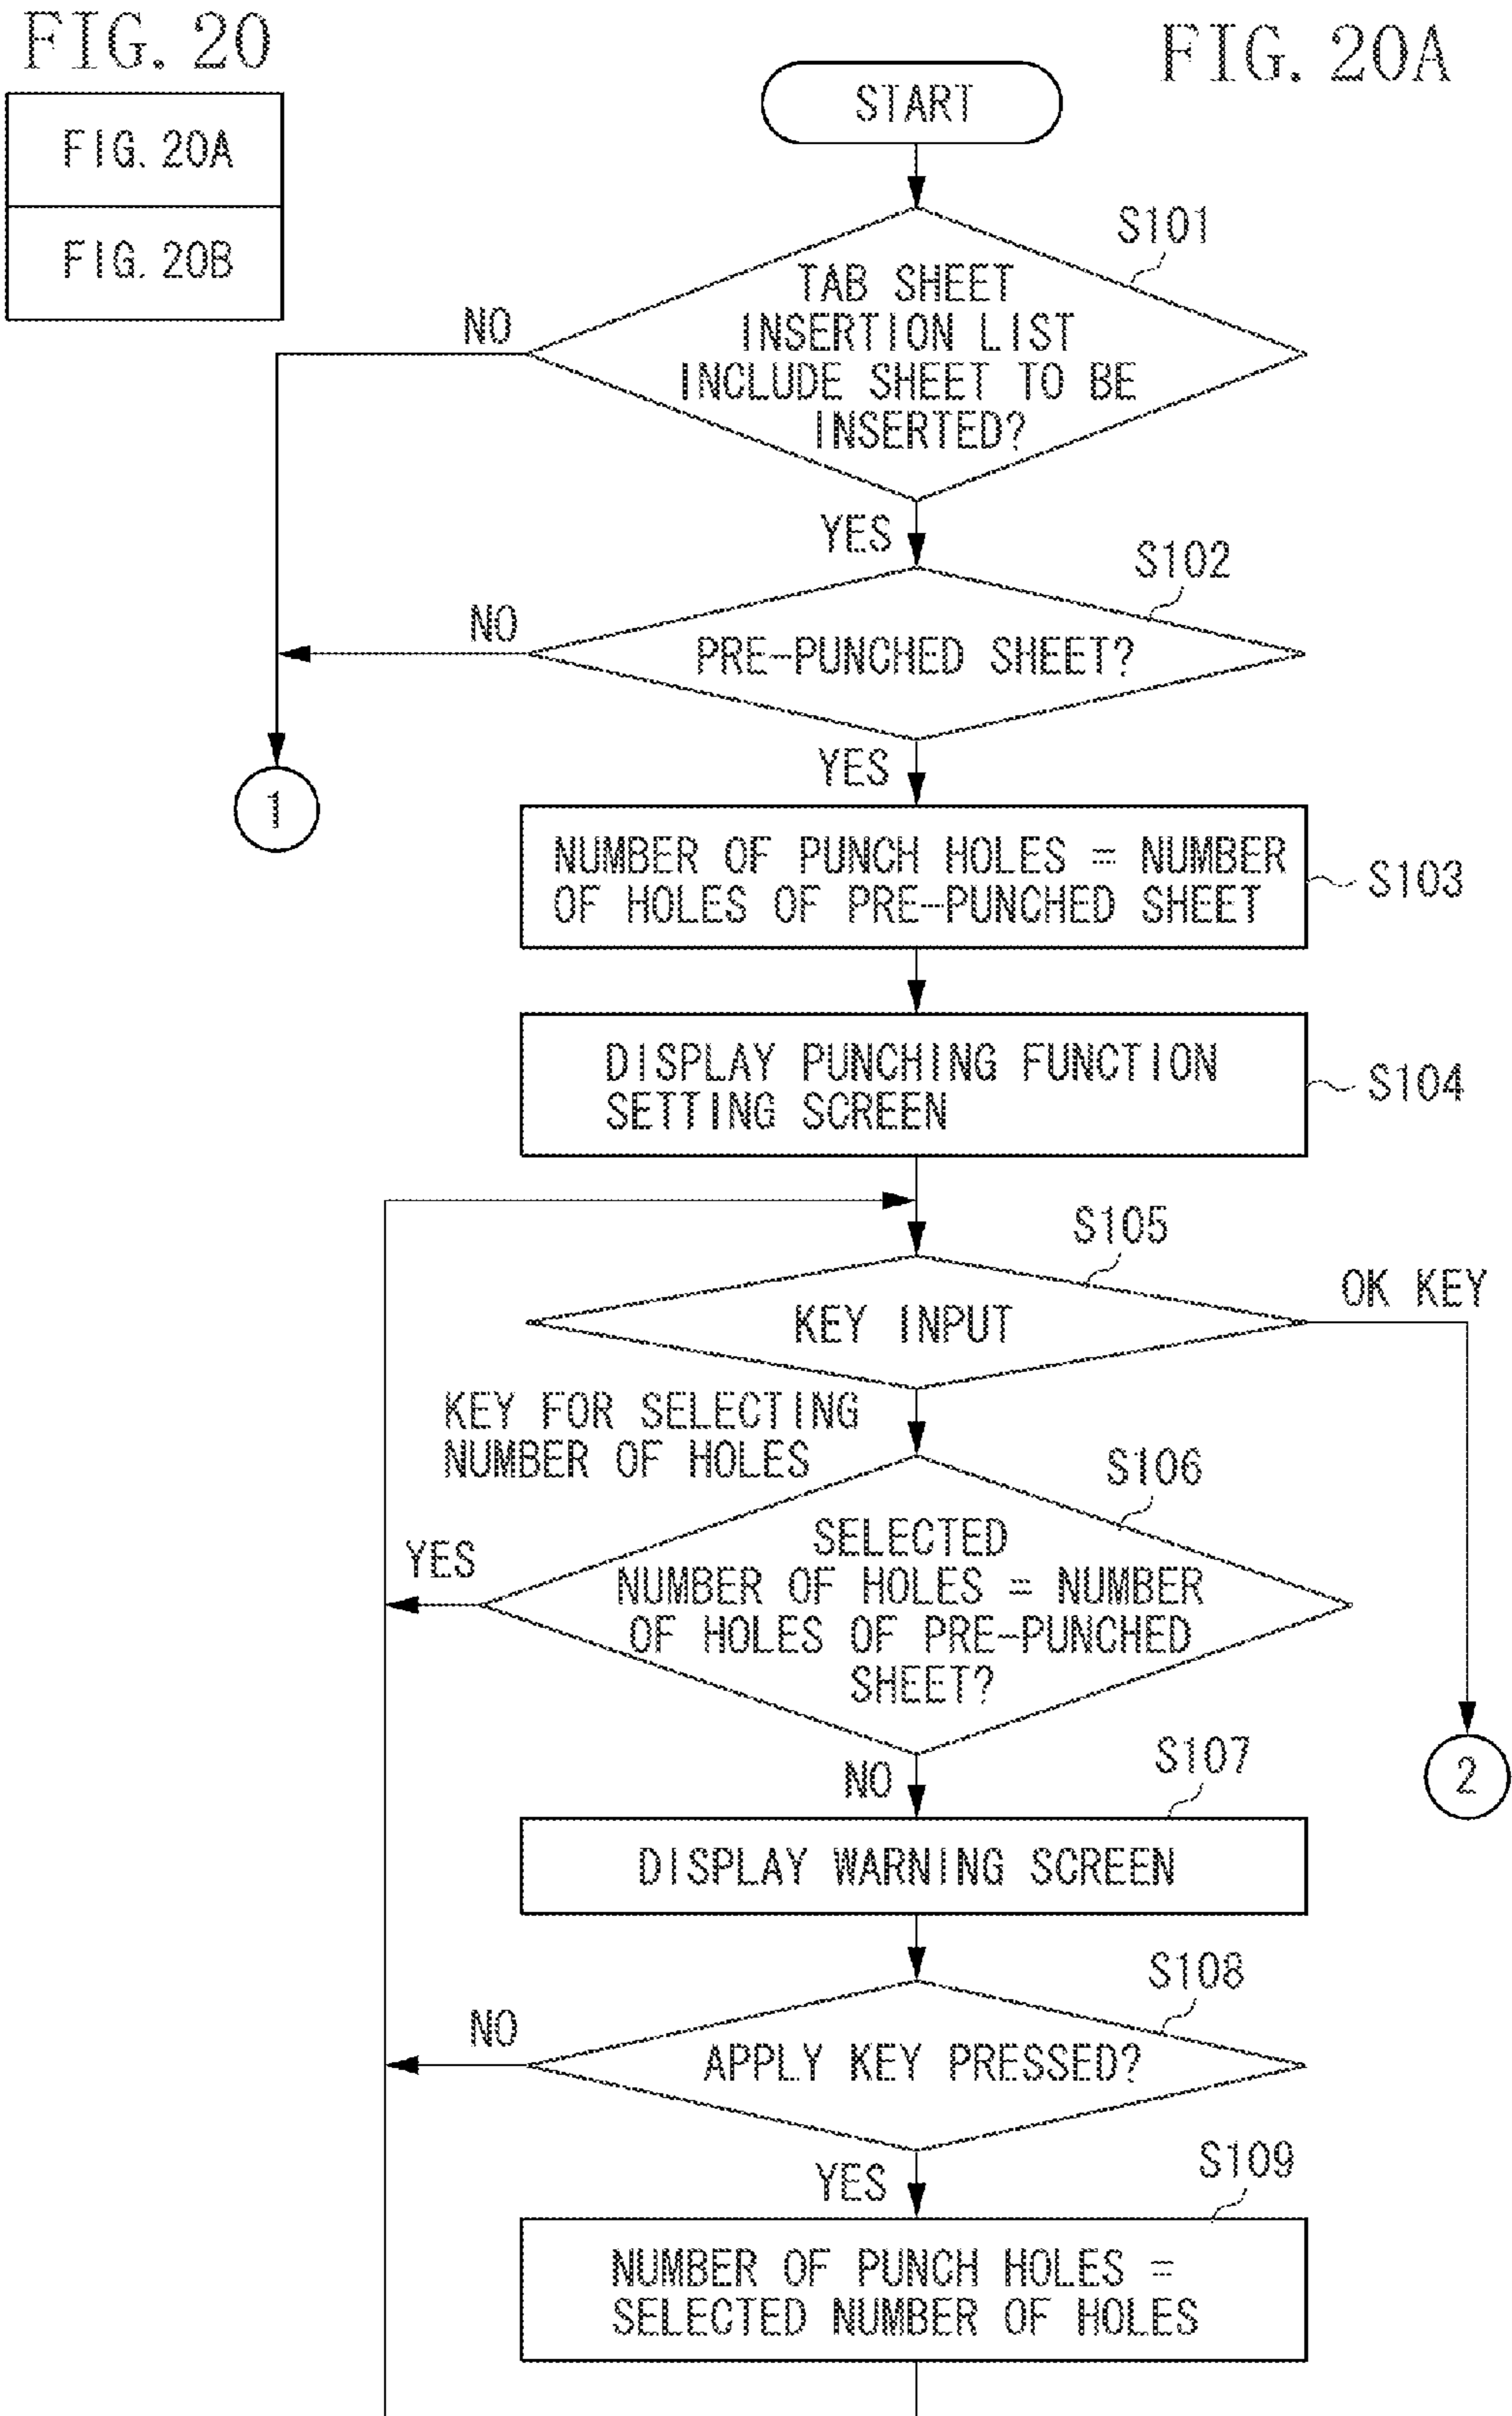 FIG. 20
FIG. 20A
FIG. 20A
FIG. 20B
START
S101
TAB SHEET
INSERTION LIST
INCLUDE SHEET TO BE
INSERTED?
NO
YES
S102
PRE-PUNCHED SHEET?
NO
YES
1
NUMBER OF PUNCH HOLES = NUMBER
OF HOLES OF PRE-PUNCHED SHEET
S103
DISPLAY PUNCHING FUNCTION
SETTING SCREEN
S104
S105
KEY INPUT
OK KEY
KEY FOR SELECTING
NUMBER OF HOLES
S106
SELECTED
NUMBER OF HOLES = NUMBER
OF HOLES OF PRE-PUNCHED
SHEET?
YES
NO
2
S107
DISPLAY WARNING SCREEN
S108
APPLY KEY PRESSED?
NO
YES
S109
NUMBER OF PUNCH HOLES =
SELECTED NUMBER OF HOLES